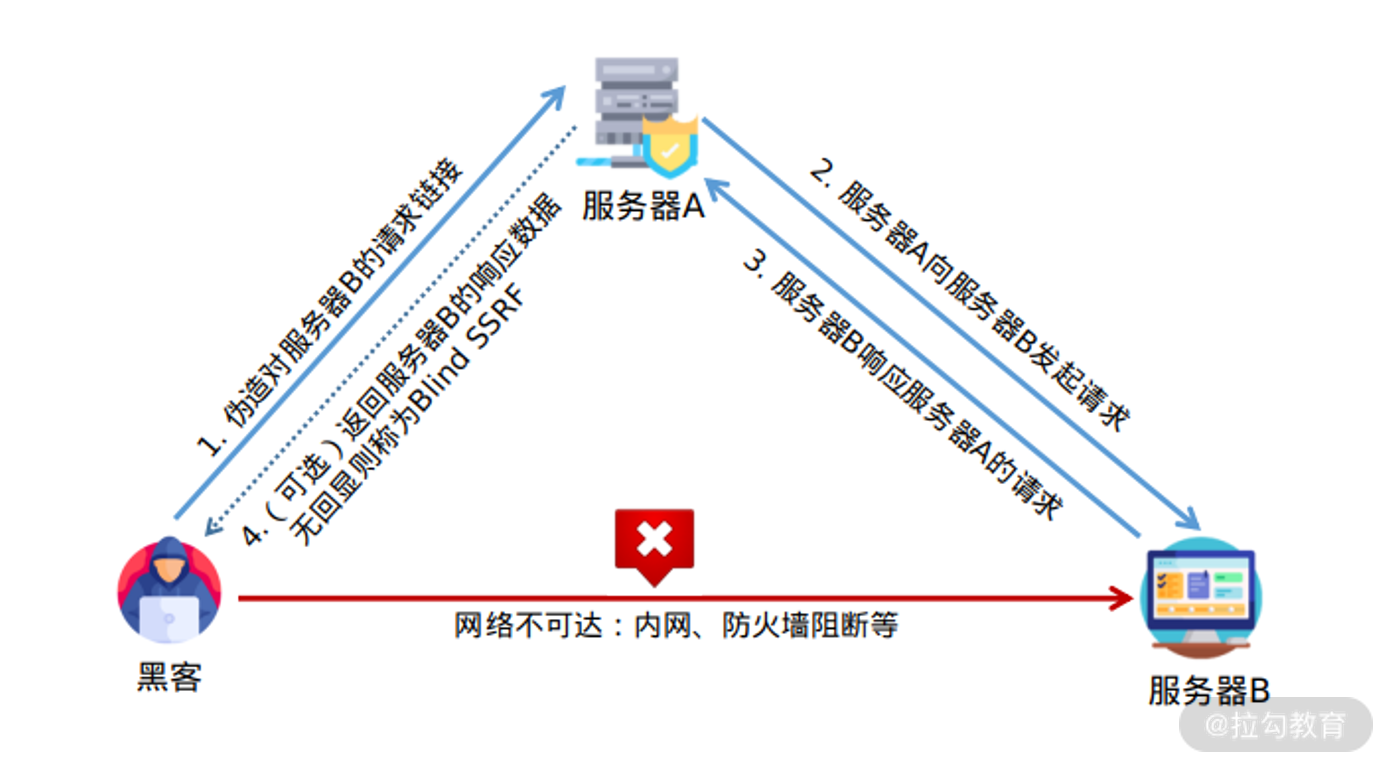 服务器A
1. 伪造对服务器B的请求链接
4.（可选）返回服务器B的响应数据
无回显则称为Blind SSRF
2. 服务器A向服务器B发起请求
3. 服务器B响应服务器A的请求
网络不可达：内网、防火墙阻断等
黑客
服务器B
@拉勾教育